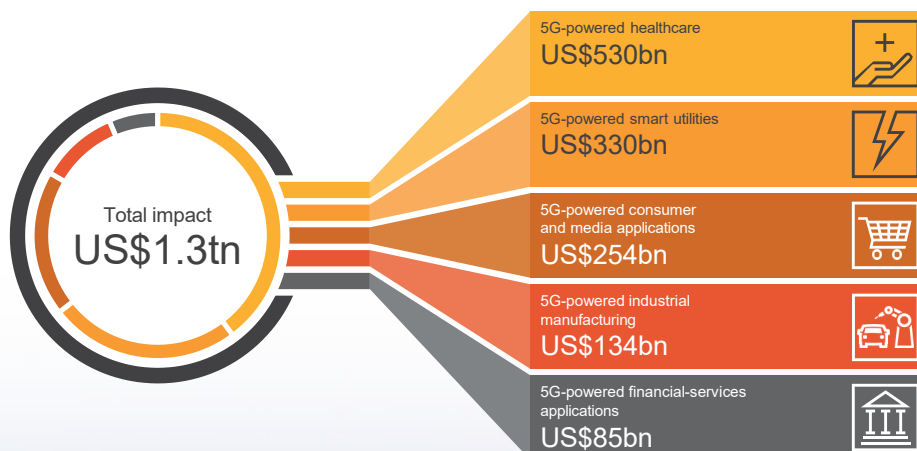 Total impact
US$1.3tn
5G-powered healthcare
US$530bn
5G-powered smart utilities
US$330bn
5G-powered consumer
and media applications
US$254bn
5G-powered industrial
manufacturing
US$134bn
5G-powered financial-services
applications
US$85bn